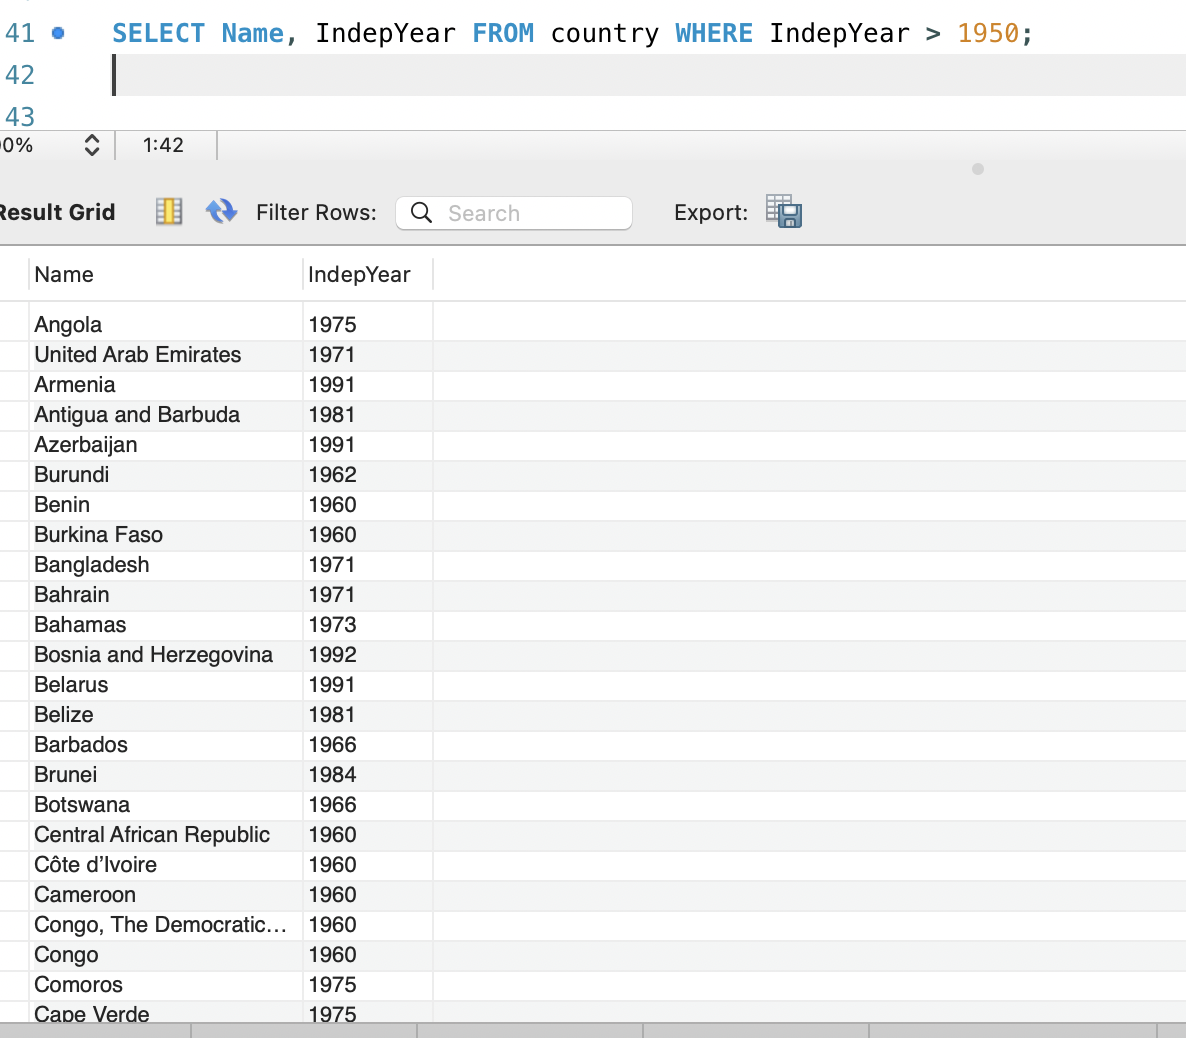 41 SELECT Name, IndepYear FROM country WHERE IndepYear > 1950;
42
43
00% 1:42
Result Grid Filter Rows: Search Export:
Name IndepYear
Angola 1975
United Arab Emirates 1971
Armenia 1991
Antigua and Barbuda 1981
Azerbaijan 1991
Burundi 1962
Benin 1960
Burkina Faso 1960
Bangladesh 1971
Bahrain 1971
Bahamas 1973
Bosnia and Herzegovina 1992
Belarus 1991
Belize 1981
Barbados 1966
Brunei 1984
Botswana 1966
Central African Republic 1960
Côte d’Ivoire 1960
Cameroon 1960
Congo, The Democratic... 1960
Congo 1960
Comoros 1975
Cape Verde 1975